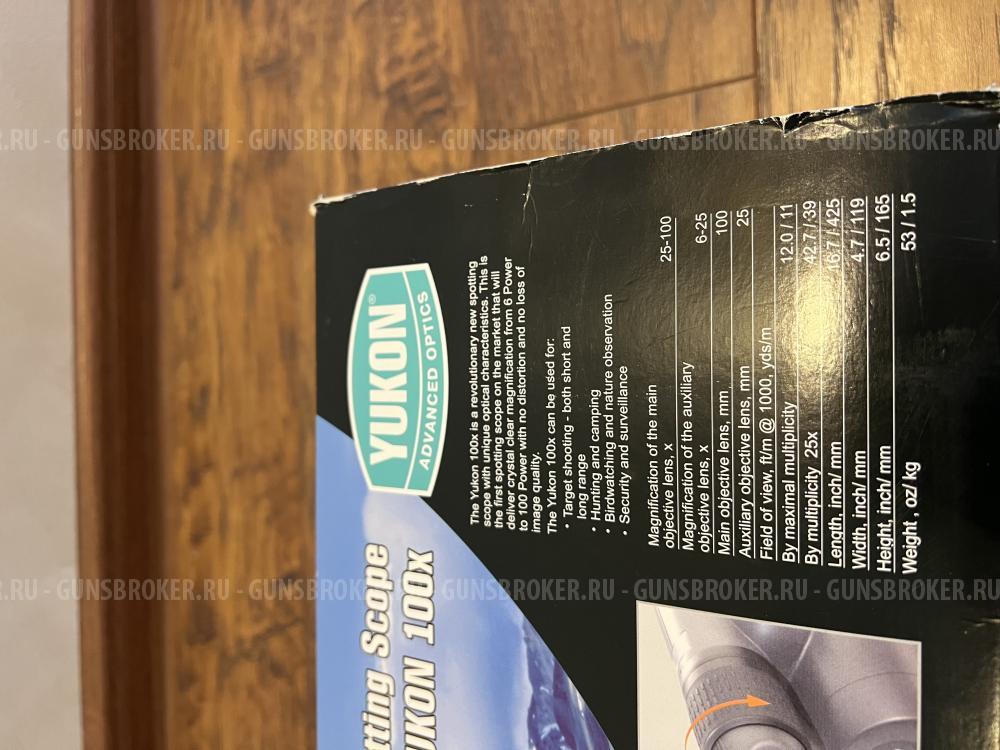 YUKON®
ADVANCED OPTICS
The Yukon 100x is a revolutionary new spotting
scope with unique optical characteristics. This is
the first spotting scope on the market that will
deliver crystal clear magnification from 6 Power
to 100 Power with no distortion and no loss of
image quality.
The Yukon 100x can be used for:
• Target shooting - both short and
long range
• Hunting and camping
• Birdwatching and nature observation
• Security and surveillance
Magnification of the main
objective lens, x 25-100
Magnification of the auxiliary
objective lens, x 6-25
Main objective lens, mm 100
Auxiliary objective lens, mm 25
Field of view, ft/m @ 1000, yds/m
By maximal multiplicity 12.0 / 11
By multiplicity 25x 42.7 / 39
Length, inch/ mm 16.7 / 425
Width, inch/ mm 4.7 / 119
Height, inch/ mm 6.5 / 165
Weight , oz/ kg 53 / 1.5
tting Scope
UKON 100x
.RU - GUNSBROKER.RU - GUNSBROKER.RU - GUNSBROKER.RU - GUNSBROKER.RU - GUNSBROKER.RU
.RU - GUNSBROKER.RU - GUNSBROKER.RU - GUNSBROKER.RU - GUNSBROKER.RU - GUNSBROKER.RU